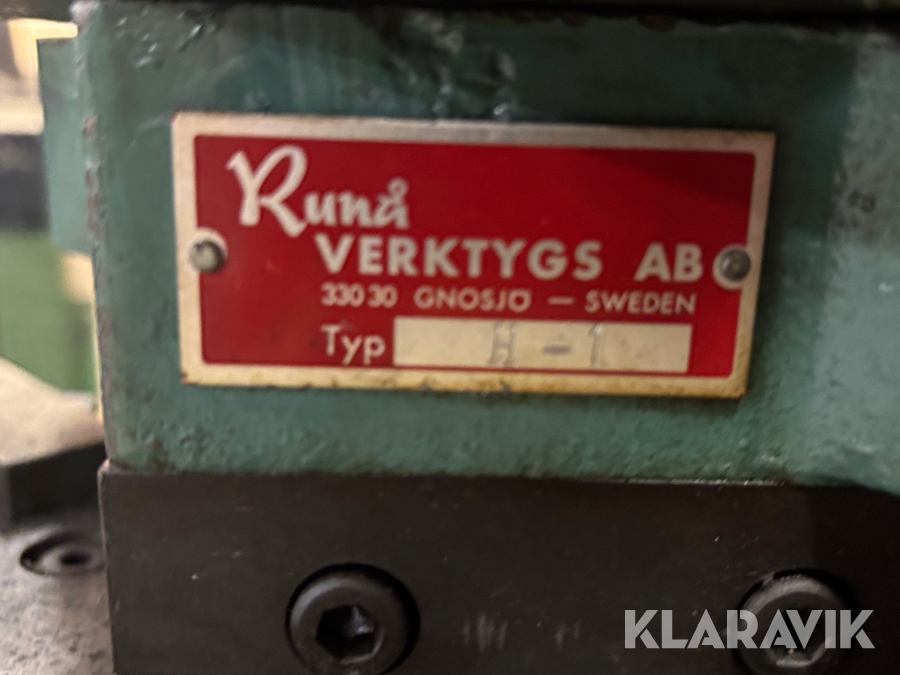 Runå
VERKTYGS AB
330 30 GNOSJÖ — SWEDEN
Typ H-1
KLARAVIK